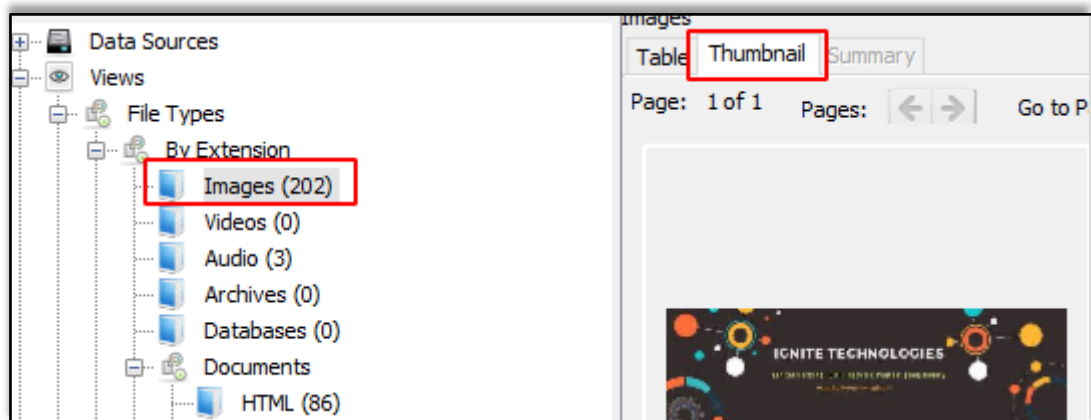 Data Sources
Views
File Types
By Extension
Images (202)
Videos (0)
Audio (3)
Archives (0)
Databases (0)
Documents
HTML (86)
Images
Table Thumbnail Summary
Page: 1 of 1 Pages: Go to P
IGNITE TECHNOLOGIES